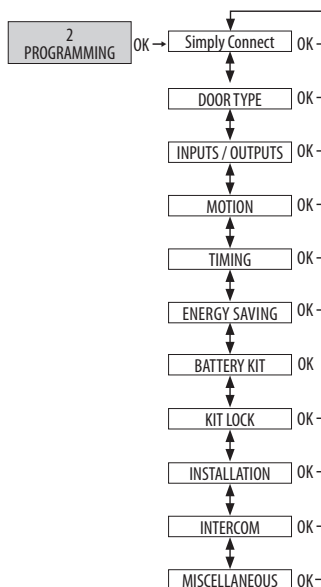 2
PROGRAMMING OK Simply Connect OK
DOOR TYPE OK
INPUTS / OUTPUTS OK
MOTION OK
TIMING OK
ENERGY SAVING OK
BATTERY KIT OK
KIT LOCK OK
INSTALLATION OK
INTERCOM OK
MISCELLANEOUS OK